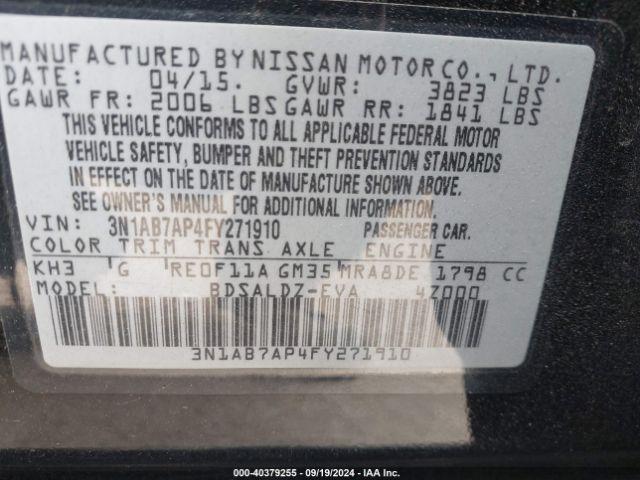 MANUFACTURED BY NISSAN MOTOR CO., LTD.
DATE: 04/15. GVWR: 3823 LBS
GAWR FR: 2006 LBS GAWR RR: 1841 LBS
THIS VEHICLE CONFORMS TO ALL APPLICABLE FEDERAL MOTOR
VEHICLE SAFETY, BUMPER AND THEFT PREVENTION STANDARDS
IN EFFECT ON THE DATE OF MANUFACTURE SHOWN ABOVE.
SEE OWNER'S MANUAL FOR ADDITIONAL INFORMATION.
VIN: 3N1AB7AP4FY271910 PASSENGER CAR.
COLOR TRIM TRANS AXLE ENGINE
KH3 G RE0F11A GM35 MRA8DE 1798 CC
MODEL: BDSALDZ-EVA 4Z000
3N1AB7AP4FY271910
© COPART - 40379255 - 09/19/2024 - IAA Inc.